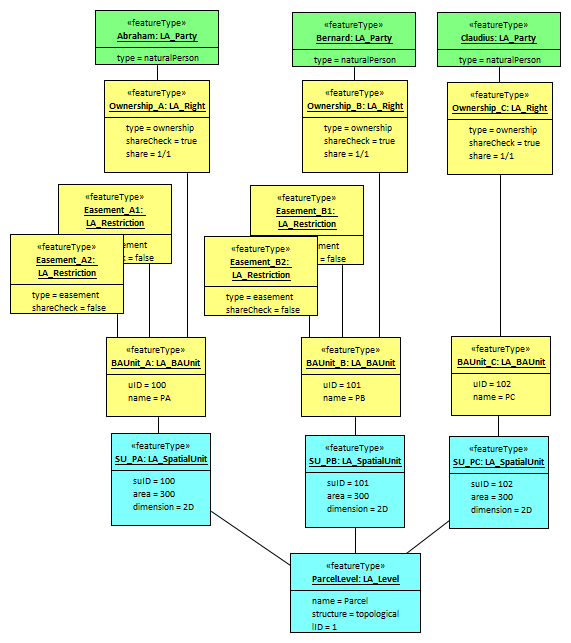 «featureType»
Abraham: LA_Party
type = naturalPerson
«featureType»
Bernard: LA_Party
type = naturalPerson
«featureType»
Claudius: LA_Party
type = naturalPerson
«featureType»
Ownership_A: LA_Right
type = ownership
shareCheck = true
share = 1/1
«featureType»
Ownership_B: LA_Right
type = ownership
shareCheck = true
share = 1/1
«featureType»
Ownership_C: LA_Right
type = ownership
shareCheck = true
share = 1/1
«featureType»
Easement_A1:
LA_Restriction
ement
k = false
«featureType»
Easement_A2:
LA_Restriction
type = easement
shareCheck = false
«featureType»
Easement_B1:
LA_Restriction
ement
ck = false
«featureType»
Easement_B2:
LA_Restriction
type = easement
shareCheck = false
«featureType»
BAUnit_A: LA_BAUnit
uID = 100
name = PA
«featureType»
BAUnit_B: LA_BAUnit
uID = 101
name = PB
«featureType»
BAUnit_C: LA_BAUnit
uID = 102
name = PC
«featureType»
SU_PA: LA_SpatialUnit
suID = 100
area = 300
dimension = 2D
«featureType»
SU_PB: LA_SpatialUnit
suID = 101
area = 300
dimension = 2D
«featureType»
SU_PC: LA_SpatialUnit
suID = 102
area = 300
dimension = 2D
«featureType»
ParcelLevel: LA_Level
name = Parcel
structure = topological
lID = 1